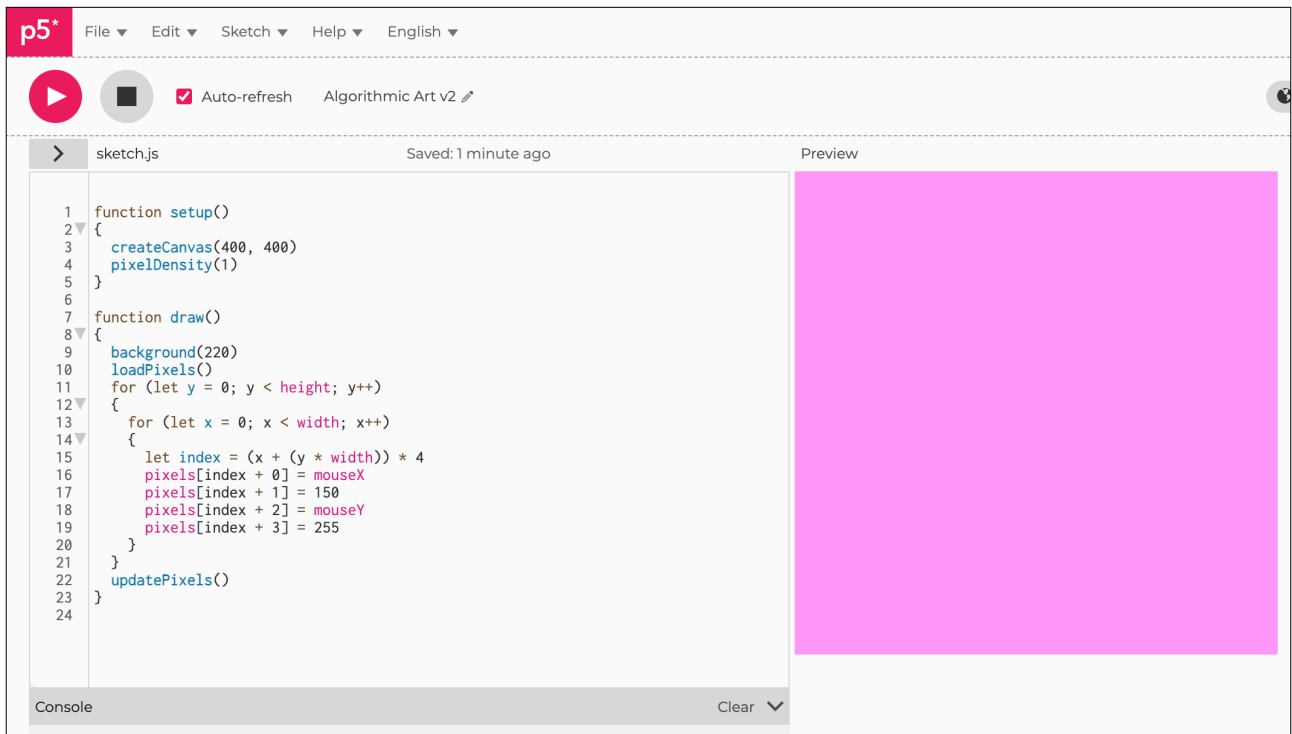 p5* File Edit Sketch Help English
Auto-refresh Algorithmic Art v2
sketch.js Saved: 1 minute ago Preview
1 function setup()
2 {
3 createCanvas(400, 400)
4 pixelDensity(1)
5 }
6
7 function draw()
8 {
9 background(220)
10 loadPixels()
11 for (let y = 0; y < height; y++)
12 {
13 for (let x = 0; x < width; x++)
14 {
15 let index = (x + (y * width)) * 4
16 pixels[index + 0] = mouseX
17 pixels[index + 1] = 150
18 pixels[index + 2] = mouseY
19 pixels[index + 3] = 255
20 }
21 }
22 updatePixels()
23 }
24
Console Clear